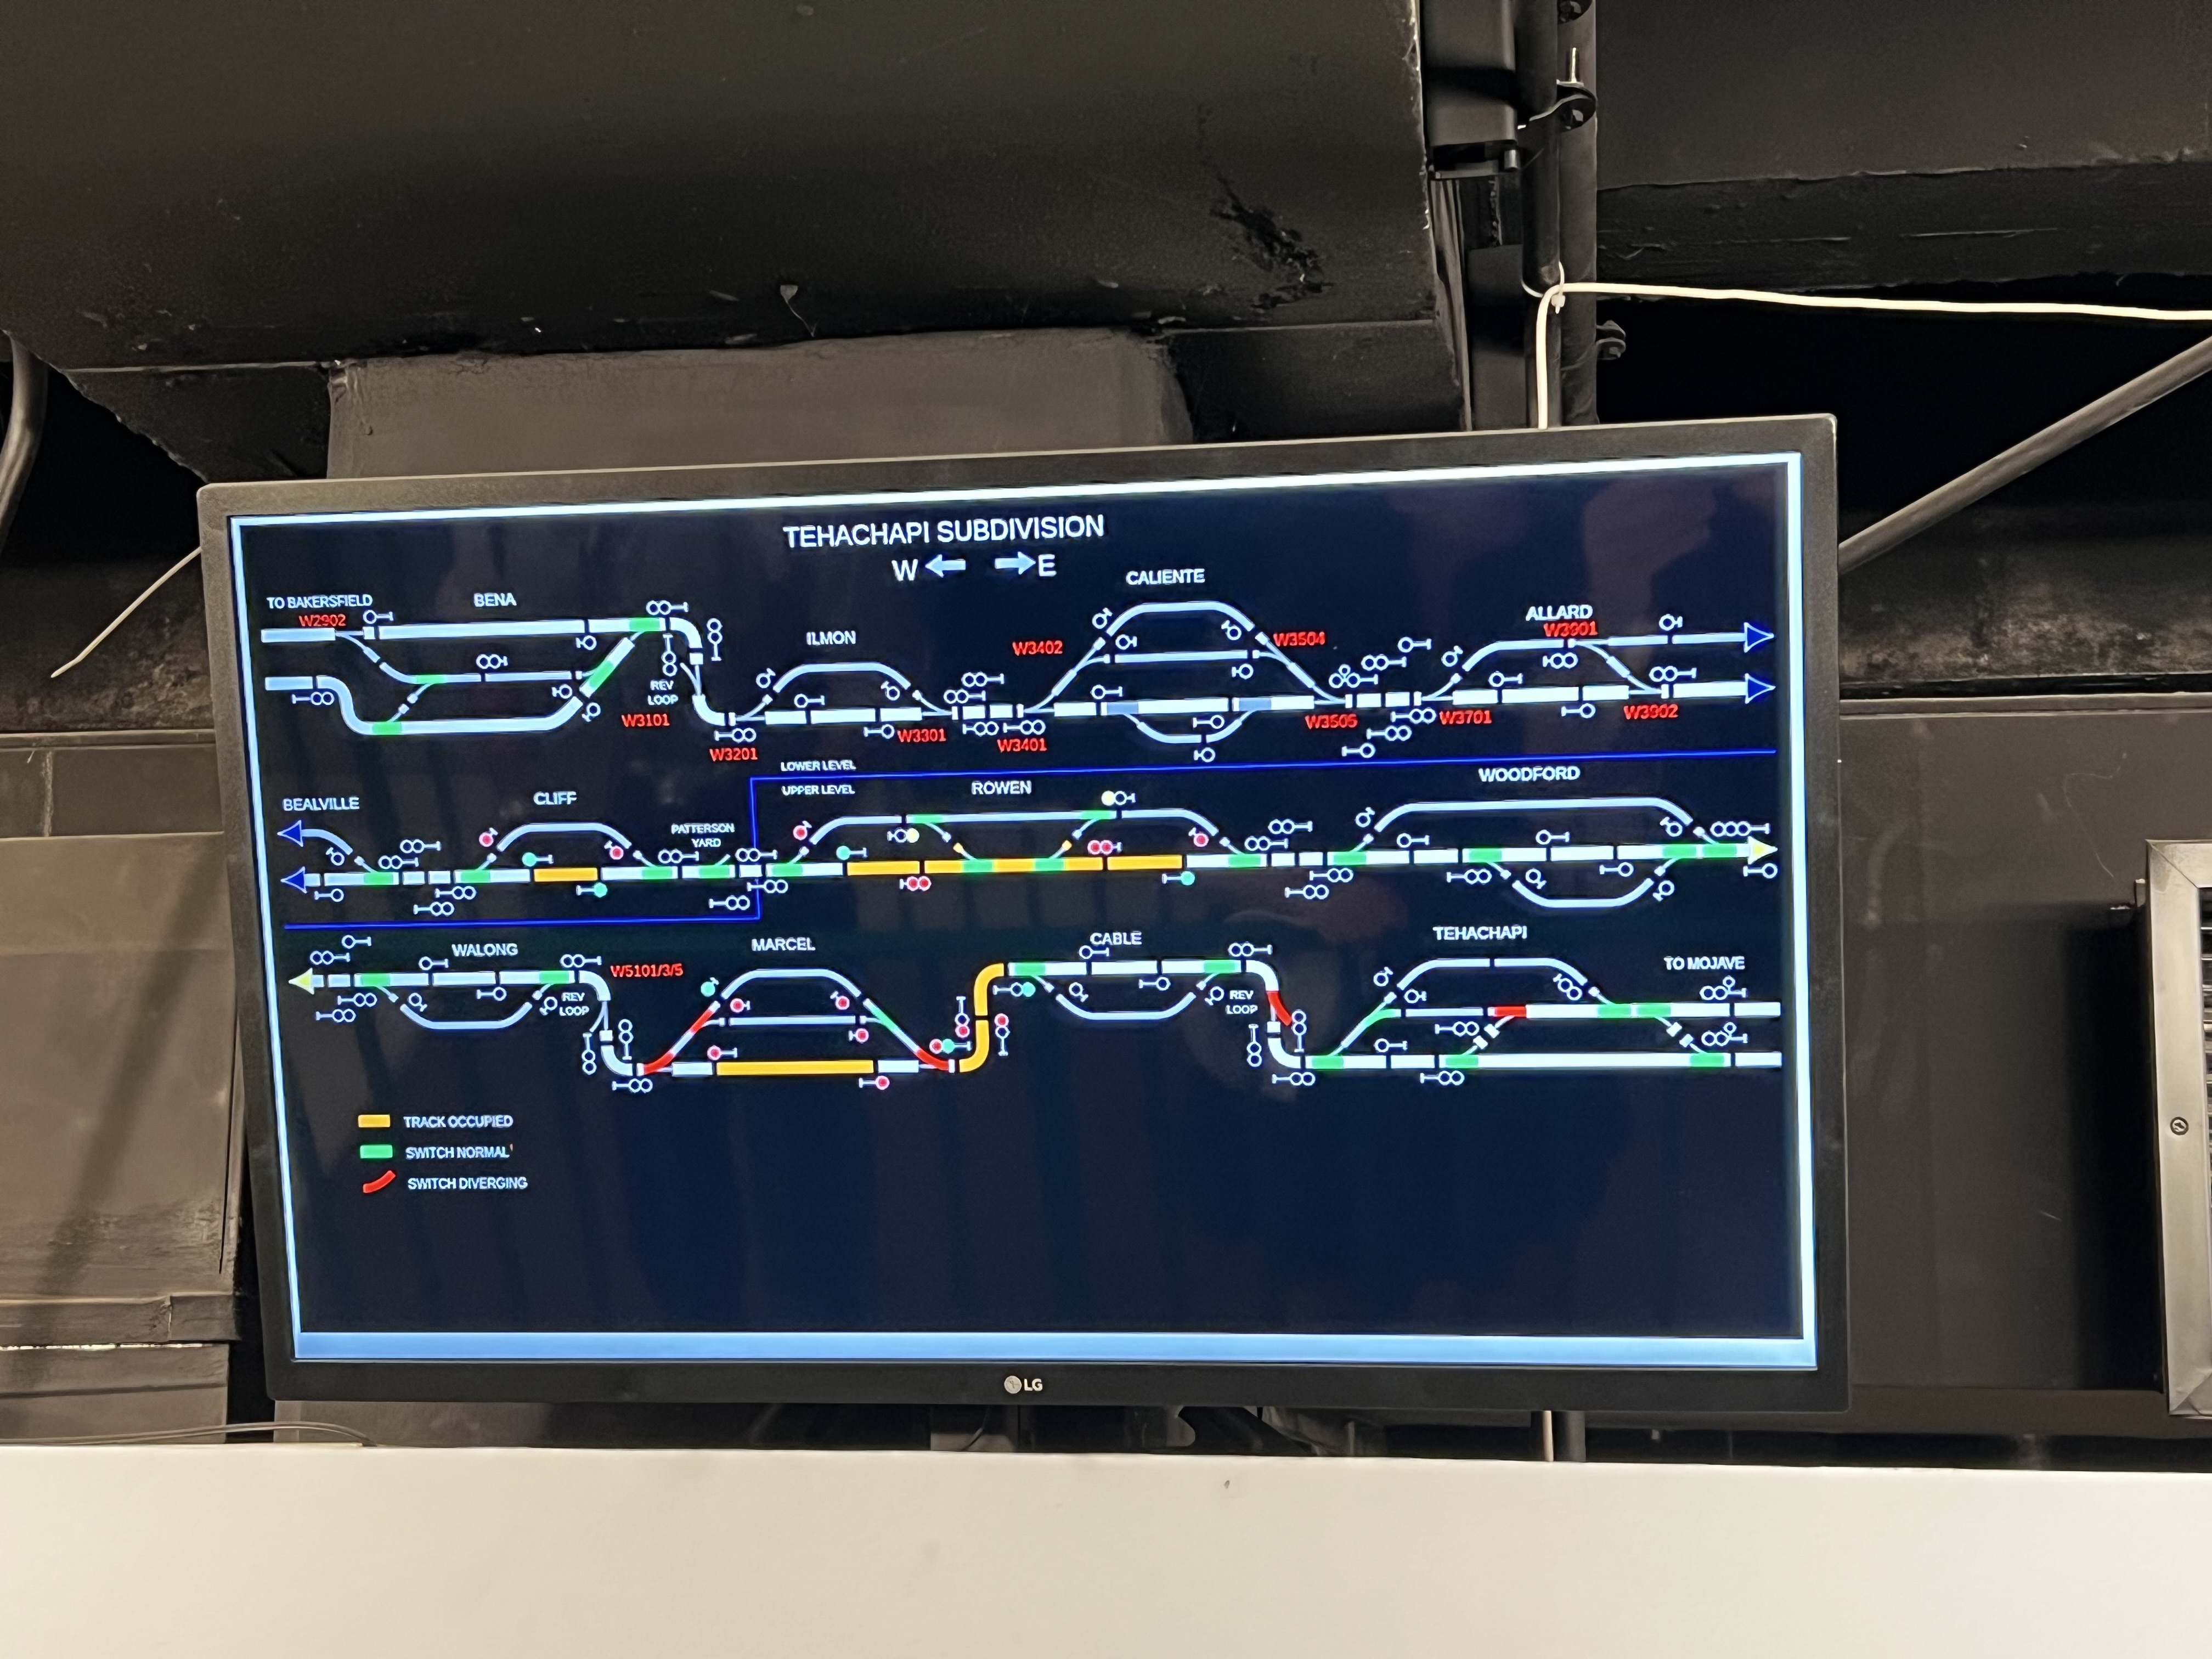 TEHACHAPI SUBDIVISION
W E
CALIENTE
TO BAKERSFIELD
BENA
W2902
ALLARD
W3901
ILMON
W3402
W3504
REV
LOOP
W3101
W3201
W3301
W3401
W3505
W3701
W3902
LOWER LEVEL
UPPER LEVEL
BEALVILLE
CLIFF
PATTERSON
YARD
ROWEN
WOODFORD
WALONG
W5101/3/5
REV
LOOP
MARCEL
CABLE
REV
LOOP
TEHACHAPI
TO MOJAVE
TRACK OCCUPIED
SWITCH NORMAL
SWITCH DIVERGING
LG